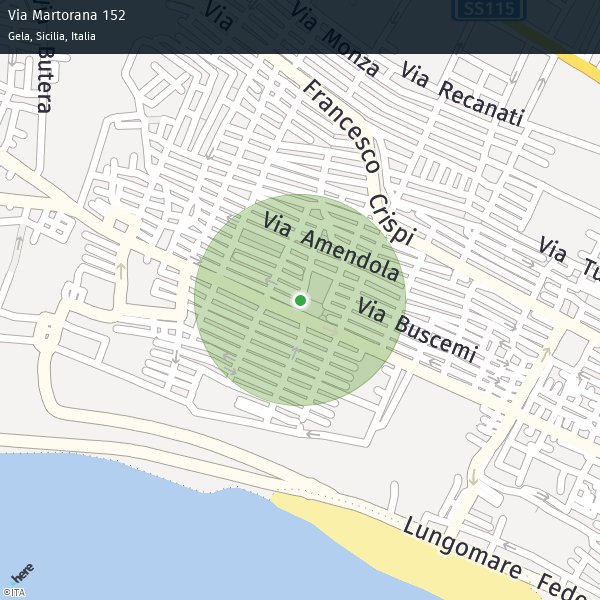 Via Martorana 152
Gela, Sicilia, Italia
SS115
Via
Via Monza
Via Recanati
Via Butera
Francesco
Crispi
Via Amendola
Via Tu
Via Buscemi
Lungomare Fede
here
©ITA